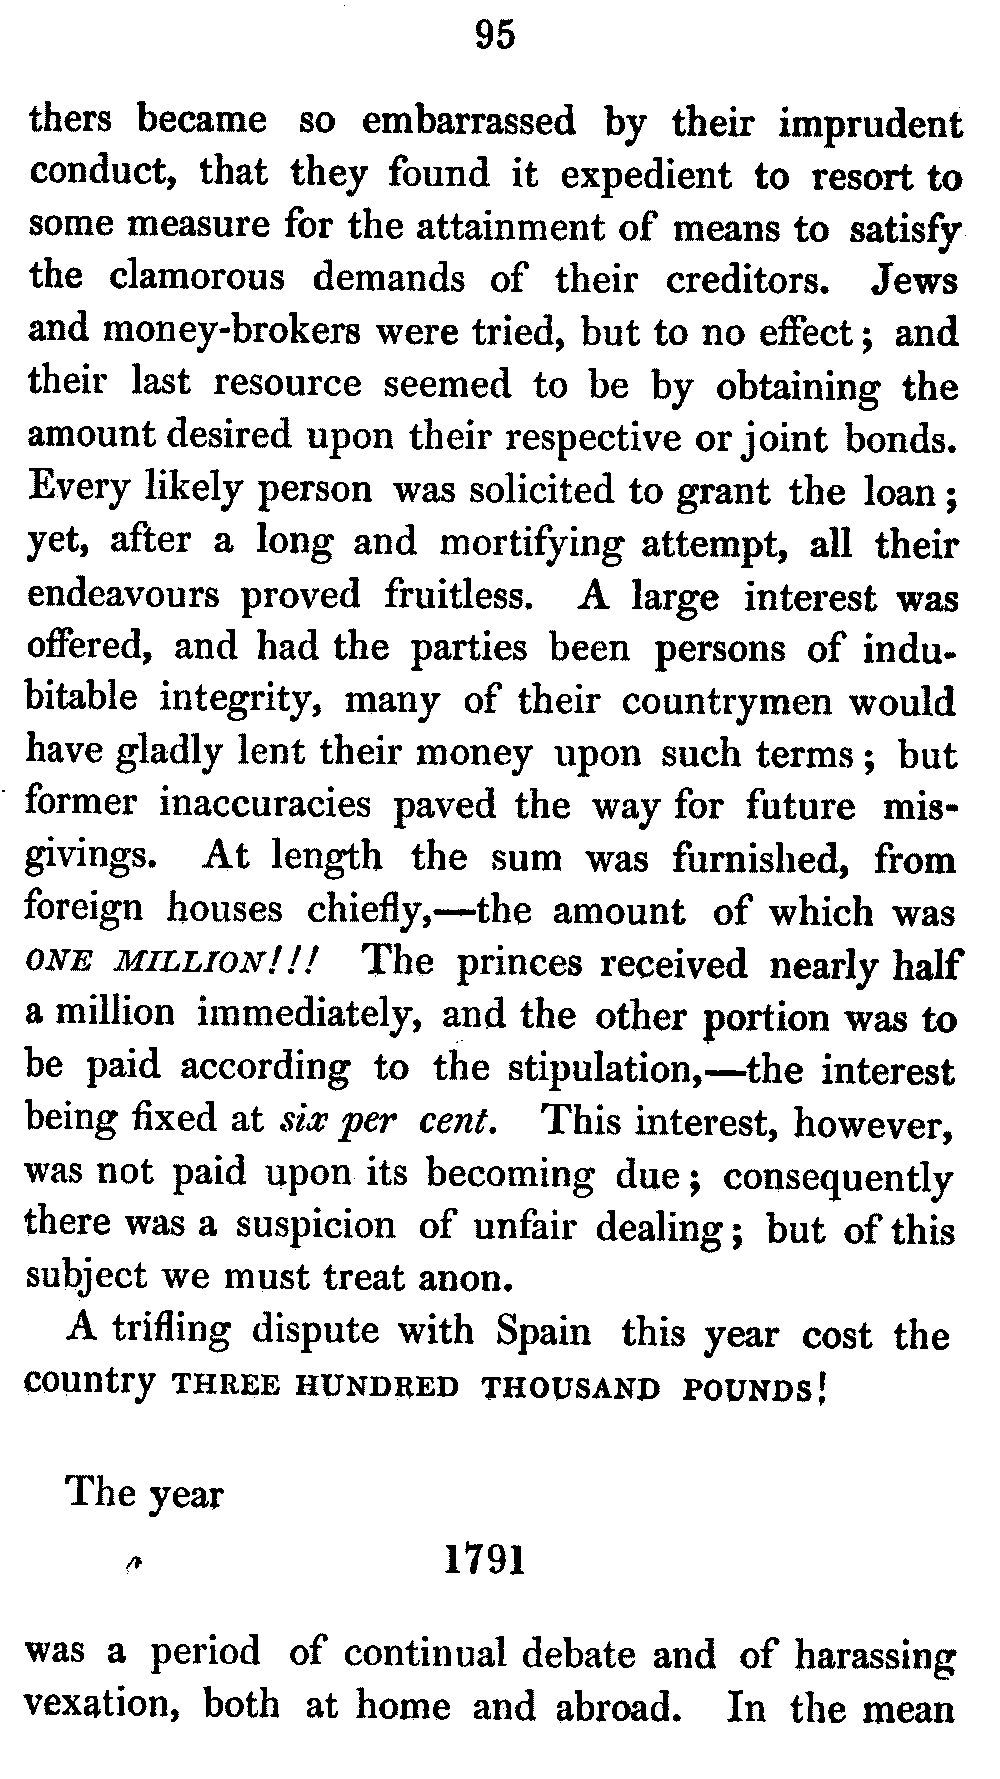 95
thers became so embarrassed by their imprudent
conduct, that they found it expedient to resort to
some measure for the attainment of means to satisfy
the clamorous demands of their creditors. Jews
and money-brokers were tried, but to no effect; and
their last resource seemed to be by obtaining the
amount desired upon their respective or joint bonds.
Every likely person was solicited to grant the loan;
yet, after a long and mortifying attempt, all their
endeavours proved fruitless. A large interest was
offered, and had the parties been persons of indu-
bitable integrity, many of their countrymen would
have gladly lent their money upon such terms; but
former inaccuracies paved the way for future mis-
givings. At length the sum was furnished, from
foreign houses chiefly,—the amount of which was
ONE MILLION!!! The princes received nearly half
a million immediately, and the other portion was to
be paid according to the stipulation,—the interest
being fixed at six per cent. This interest, however,
was not paid upon its becoming due; consequently
there was a suspicion of unfair dealing; but of this
subject we must treat anon.
A trifling dispute with Spain this year cost the
country THREE HUNDRED THOUSAND POUNDS!
The year
1791
was a period of continual debate and of harassing
vexation, both at home and abroad. In the mean